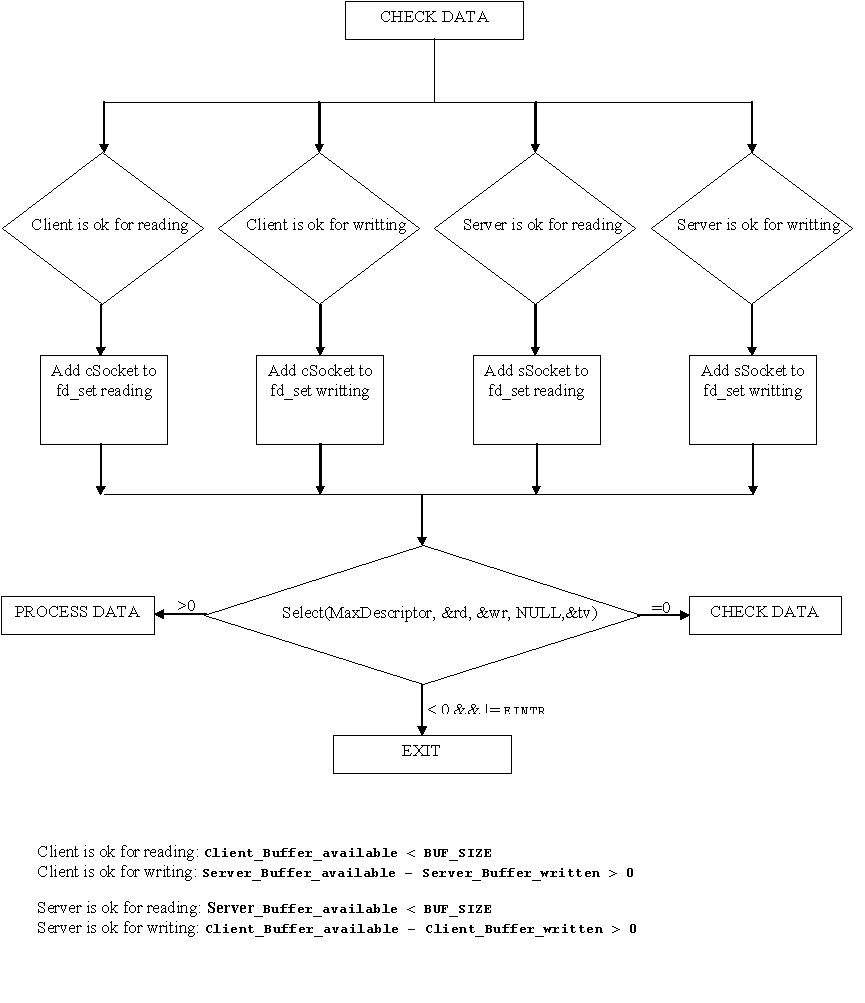 CHECK DATA
Client is ok for reading
Client is ok for writting
Server is ok for reading
Server is ok for writting
Add cSocket to
fd_set reading
Add cSocket to
fd_set writting
Add sSocket to
fd_set reading
Add sSocket to
fd_set writting
PROCESS DATA
>0
Select(MaxDescriptor, &rd, &wr, NULL,&tv)
=0
CHECK DATA
< 0 && != EINTR
EXIT
Client is ok for reading: Client_Buffer_available < BUF_SIZE
Client is ok for writing: Server_Buffer_available – Server_Buffer_written > 0
Server is ok for reading: Server_Buffer_available < BUF_SIZE
Server is ok for writing: Client_Buffer_available – Client_Buffer_written > 0